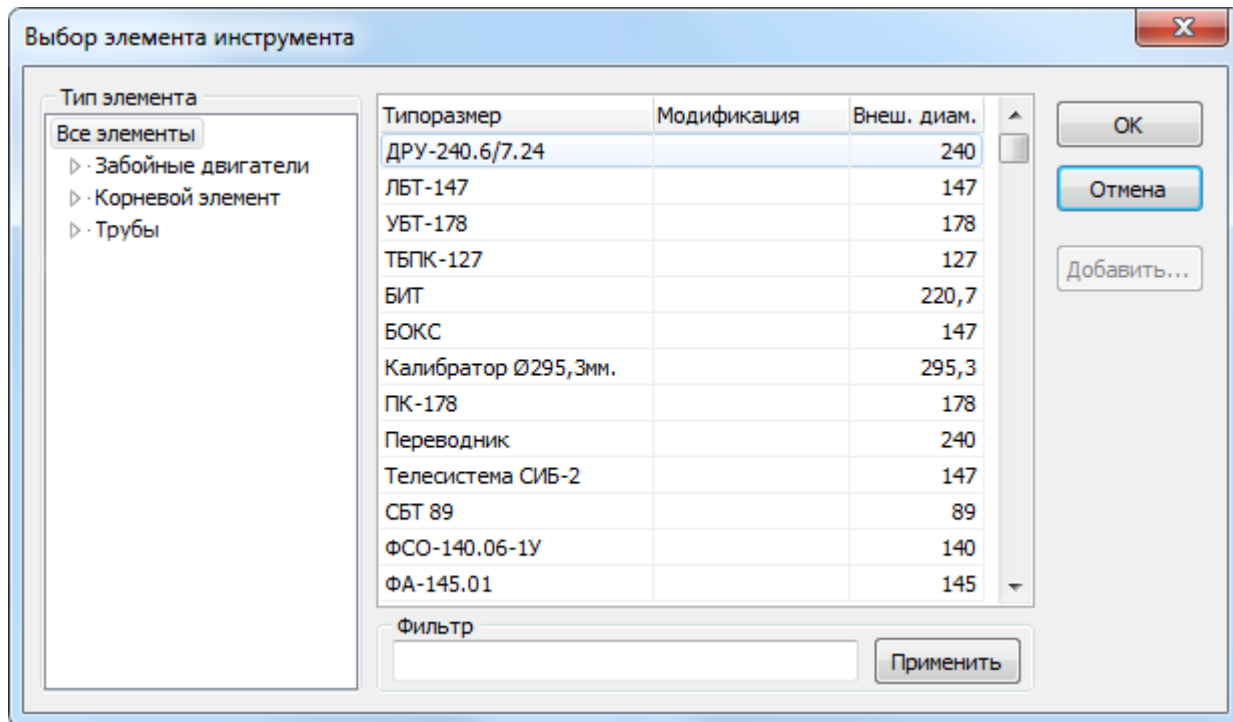 Выбор элемента инструмента
Тип элемента
Все элементы
Забойные двигатели
Корневой элемент
Трубы
Типоразмер Модификация Внеш. диам.
ДРУ-240.6/7.24 240
ЛБТ-147 147
УБТ-178 178
ТБПК-127 127
БИТ 220,7
БОКС 147
Калибратор Ø295,3мм. 295,3
ПК-178 178
Переводник 240
Телесистема СИБ-2 147
СБТ 89 89
ФСО-140.06-1У 140
ФА-145.01 145
Фильтр
Применить
ОК
Отмена
Добавить...